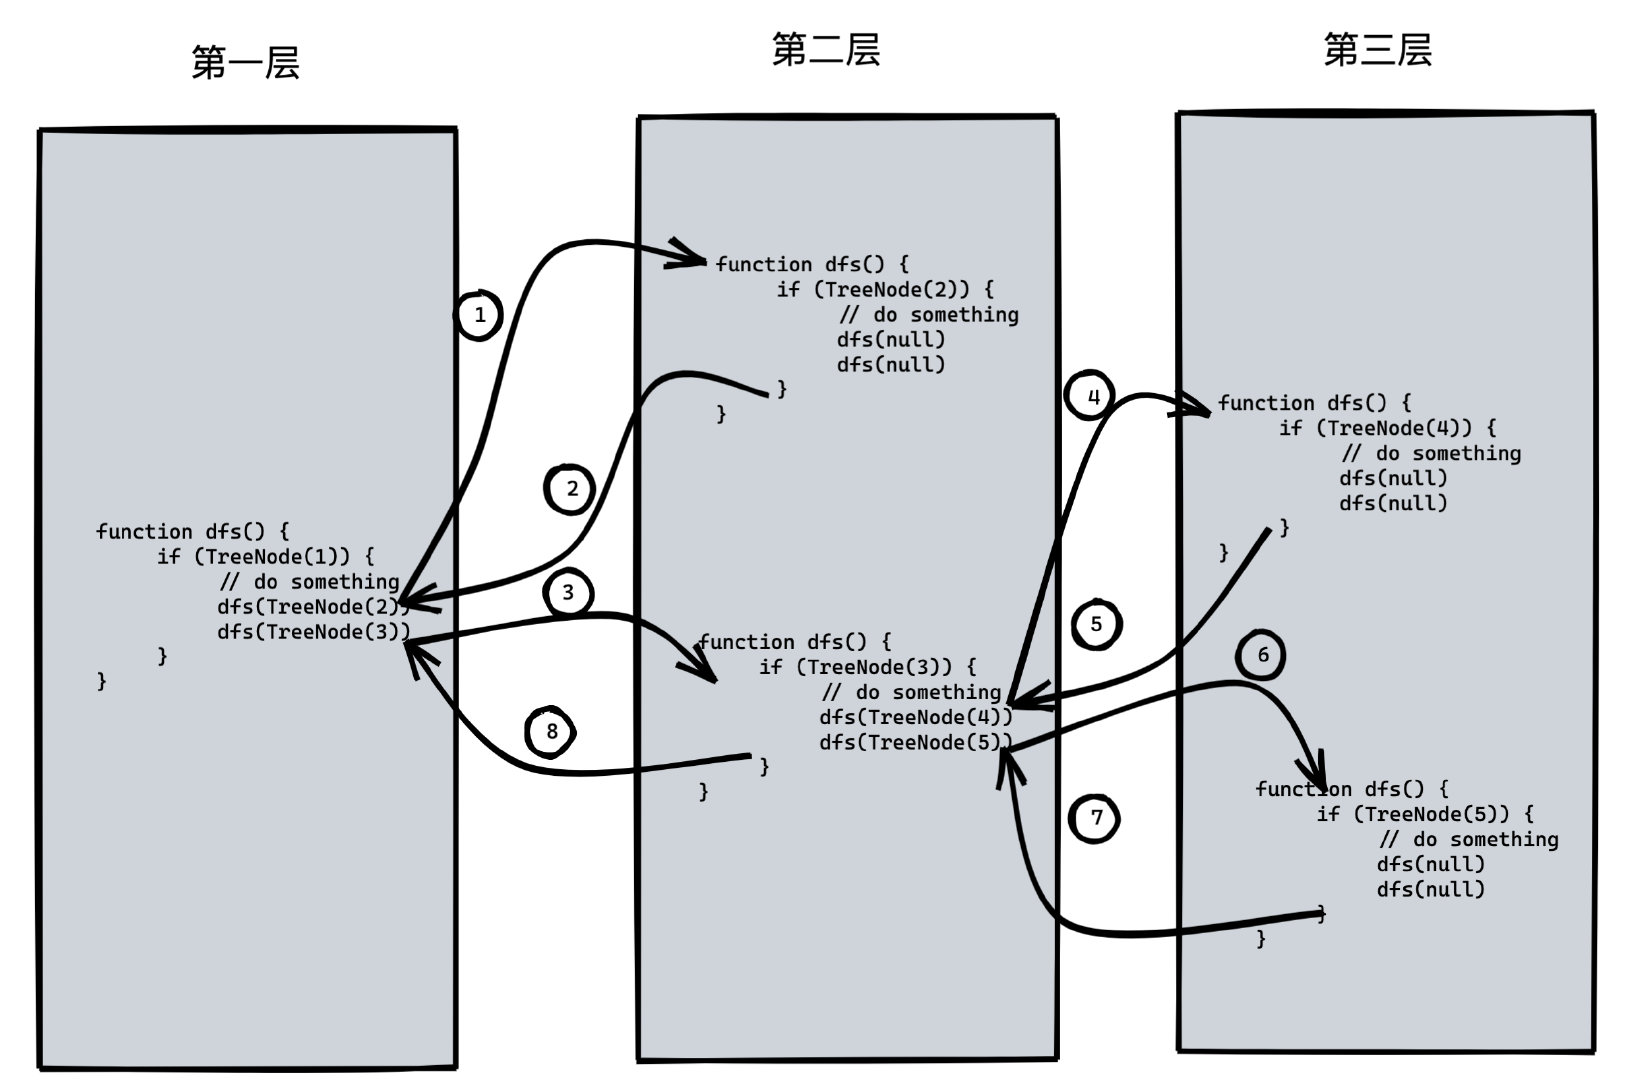 第一层
function dfs() {
if (TreeNode(1)) {
// do something
dfs(TreeNode(2))
dfs(TreeNode(3))
}
}
1
2
3
8
第二层
function dfs() {
if (TreeNode(2)) {
// do something
dfs(null)
dfs(null)
}
}
function dfs() {
if (TreeNode(3)) {
// do something
dfs(TreeNode(4))
dfs(TreeNode(5))
}
}
4
5
6
7
第三层
function dfs() {
if (TreeNode(4)) {
// do something
dfs(null)
dfs(null)
}
}
function dfs() {
if (TreeNode(5)) {
// do something
dfs(null)
dfs(null)
}
}